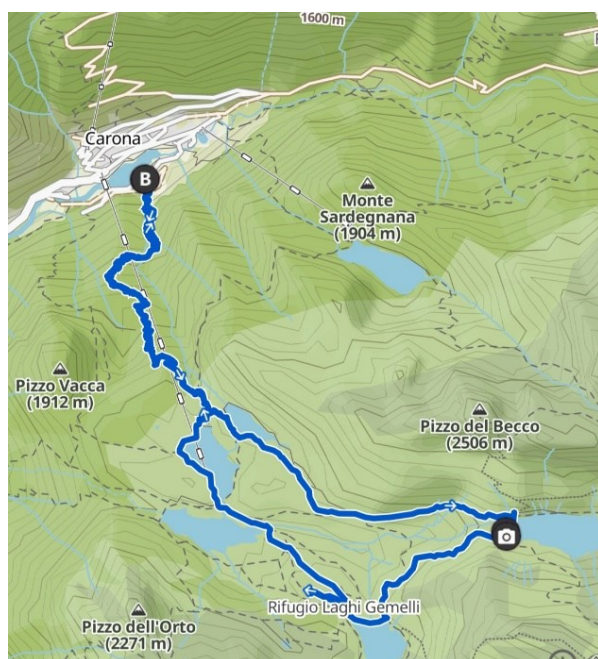 1600 m
Carona
B
Monte
Sardegnana
(1904 m)
Pizzo Vacca
(1912 m)
Pizzo del Becco
(2506 m)
Rifugio Laghi Gemelli
Pizzo dell'Orto
(2271 m)